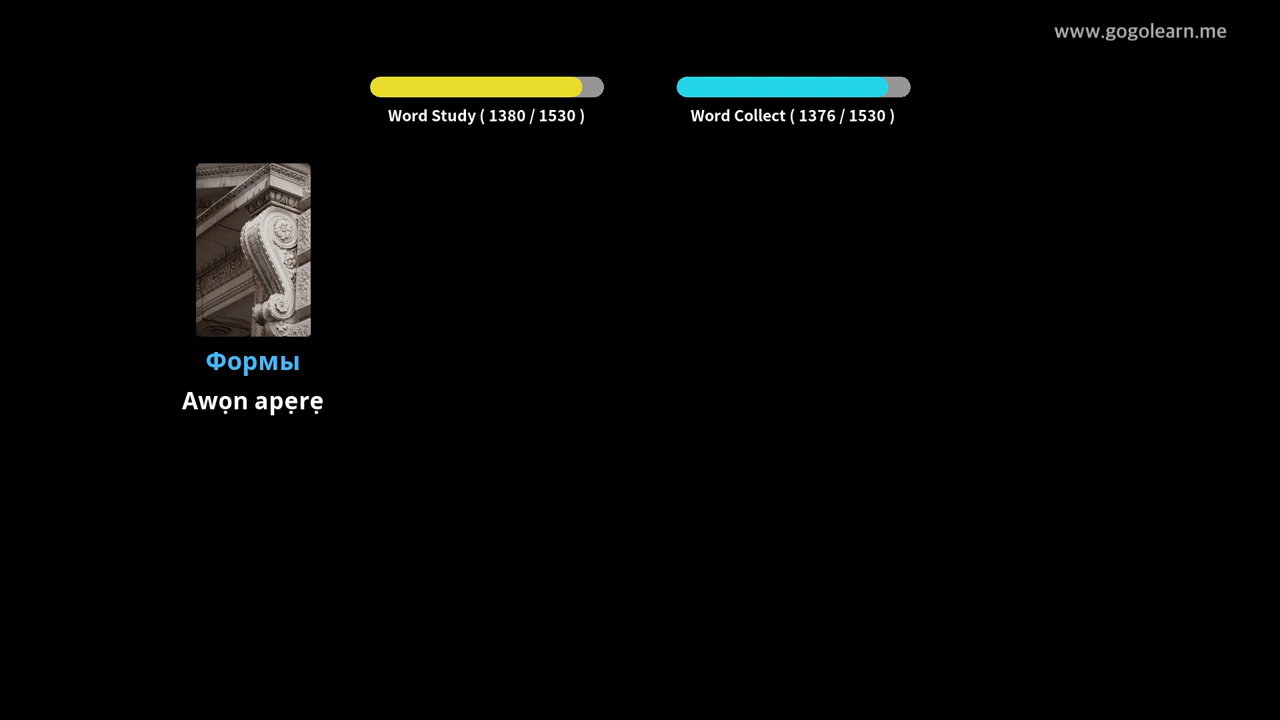 www.gogolearn.me
Word Study ( 1380 / 1530 )
Word Collect ( 1376 / 1530 )
Формы
Awọn apẹrẹ